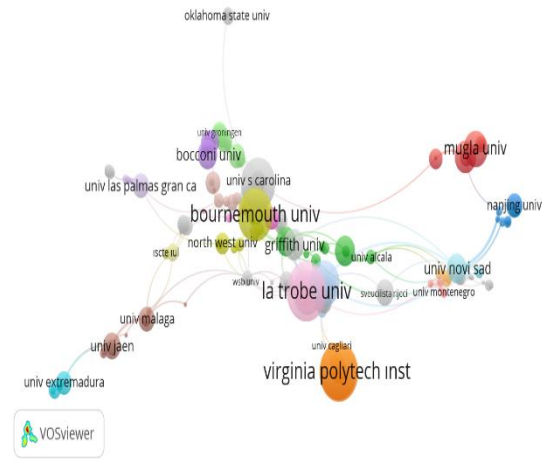 oklahoma state univ
univ groningen
bocconi univ
mugla univ
univ s carolina
univ las palmas gran ca
bournemouth univ
nanjing univ
north west univ
griffith univ
iscte iul
univ alcala
univ novi sad
wsb univ
la trobe univ
sveucilista rijeci
univ montenegro
univ malaga
univ jaen
univ cagliari
virginia polytech inst
univ extremadura
VOSviewer